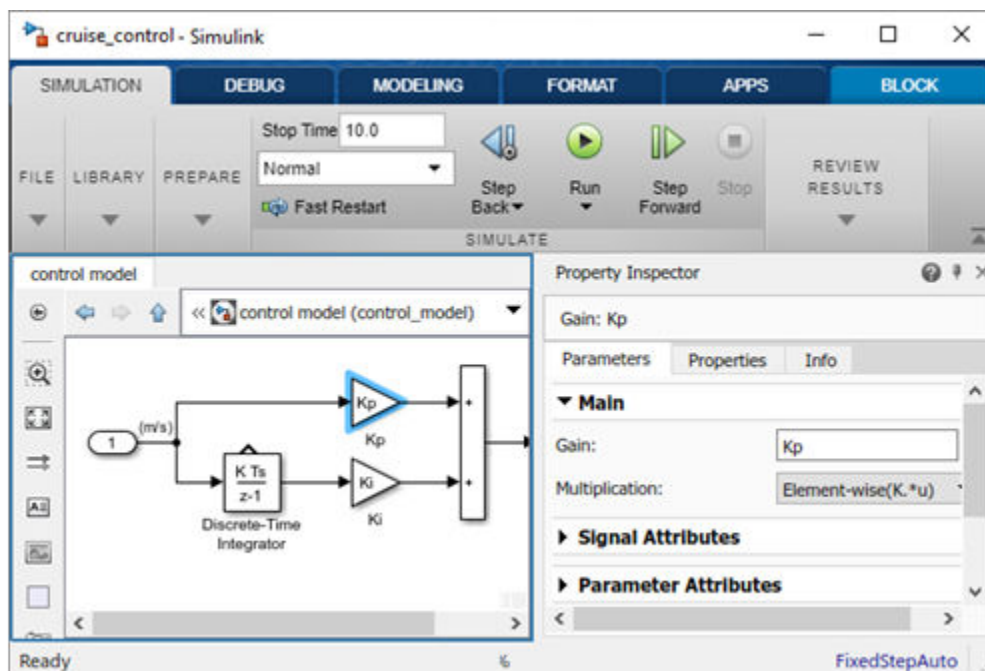 cruise_control - Simulink
SIMULATION DEBUG MODELING FORMAT APPS BLOCK
FILE LIBRARY PREPARE
Stop Time 10.0
Normal
Fast Restart
Step Back
Run
Step Forward
Stop
SIMULATE
REVIEW RESULTS
control model
Property Inspector
« control model (control_model)
Gain: Kp
Parameters Properties Info
Main
Gain: Kp
Multiplication: Element-wise(K.*u)
Signal Attributes
Parameter Attributes
1
(m/s)
Kp
Kp
K Ts
z-1
Discrete-Time
Integrator
Ki
Ki
+
+
Ready
FixedStepAuto